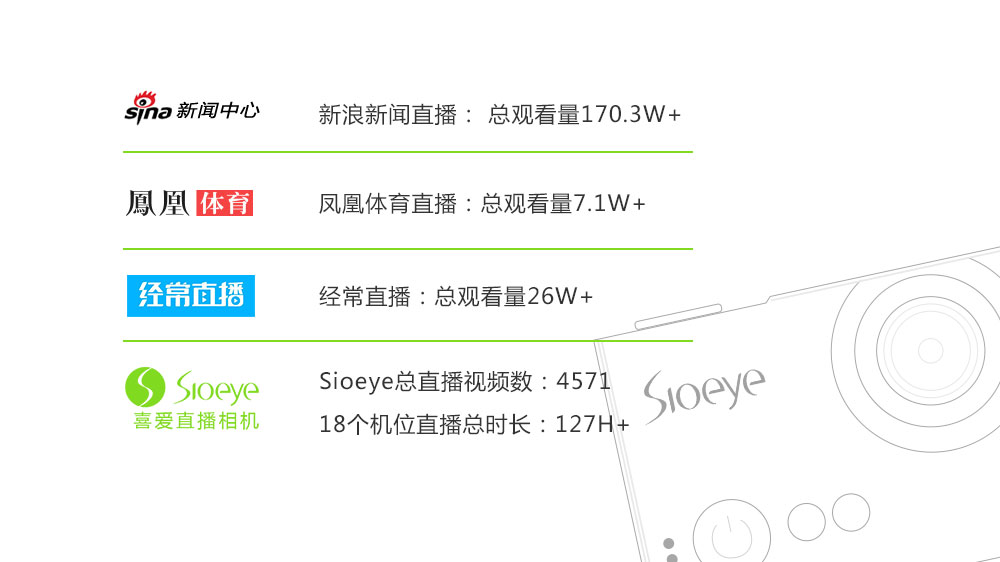 sina 新闻中心
新浪新闻直播： 总观看量170.3W+
鳳凰 体育
凤凰体育直播：总观看量7.1W+
经常直播
经常直播：总观看量26W+
Sioeye
喜爱直播相机
Sioeye总直播视频数：4571
18个机位直播总时长：127H+
Sioeye